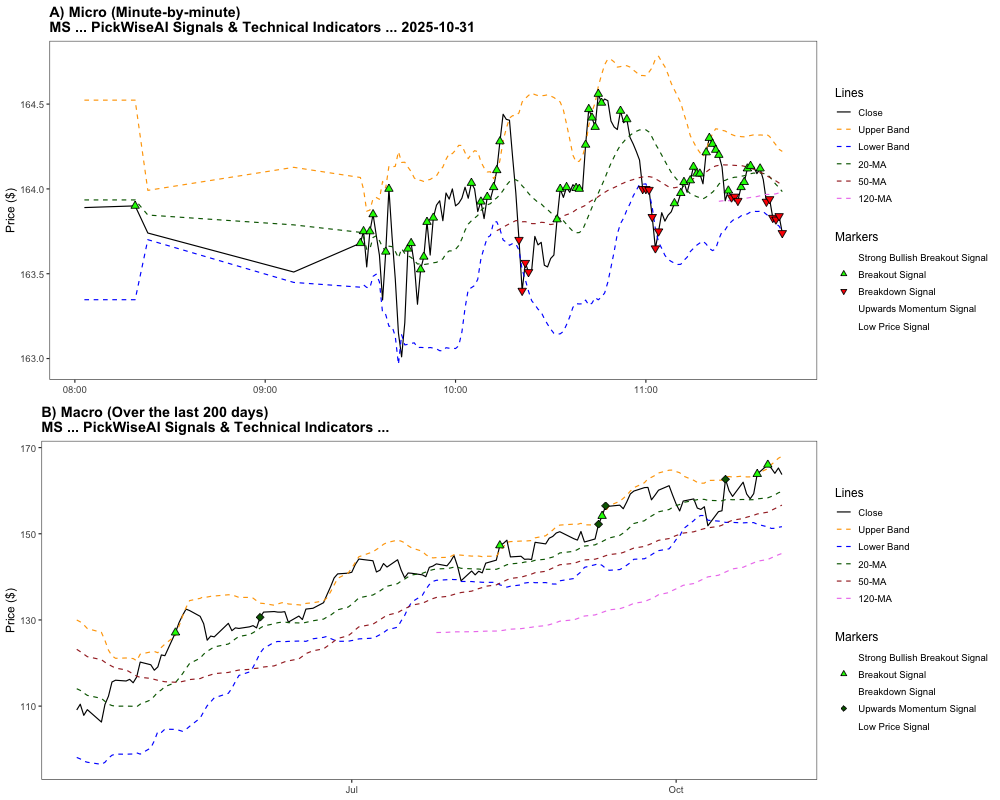 A) Micro (Minute-by-minute)
MS ... PickWiseAI Signals & Technical Indicators ... 2025-10-31
Price ($)
164.5
164.0
163.5
163.0
08:00
09:00
10:00
11:00
Lines
Close
Upper Band
Lower Band
20-MA
50-MA
120-MA
Markers
Strong Bullish Breakout Signal
Breakout Signal
Breakdown Signal
Upwards Momentum Signal
Low Price Signal
B) Macro (Over the last 200 days)
MS ... PickWiseAI Signals & Technical Indicators ...
Price ($)
170
150
130
110
Jul
Oct
Lines
Close
Upper Band
Lower Band
20-MA
50-MA
120-MA
Markers
Strong Bullish Breakout Signal
Breakout Signal
Breakdown Signal
Upwards Momentum Signal
Low Price Signal